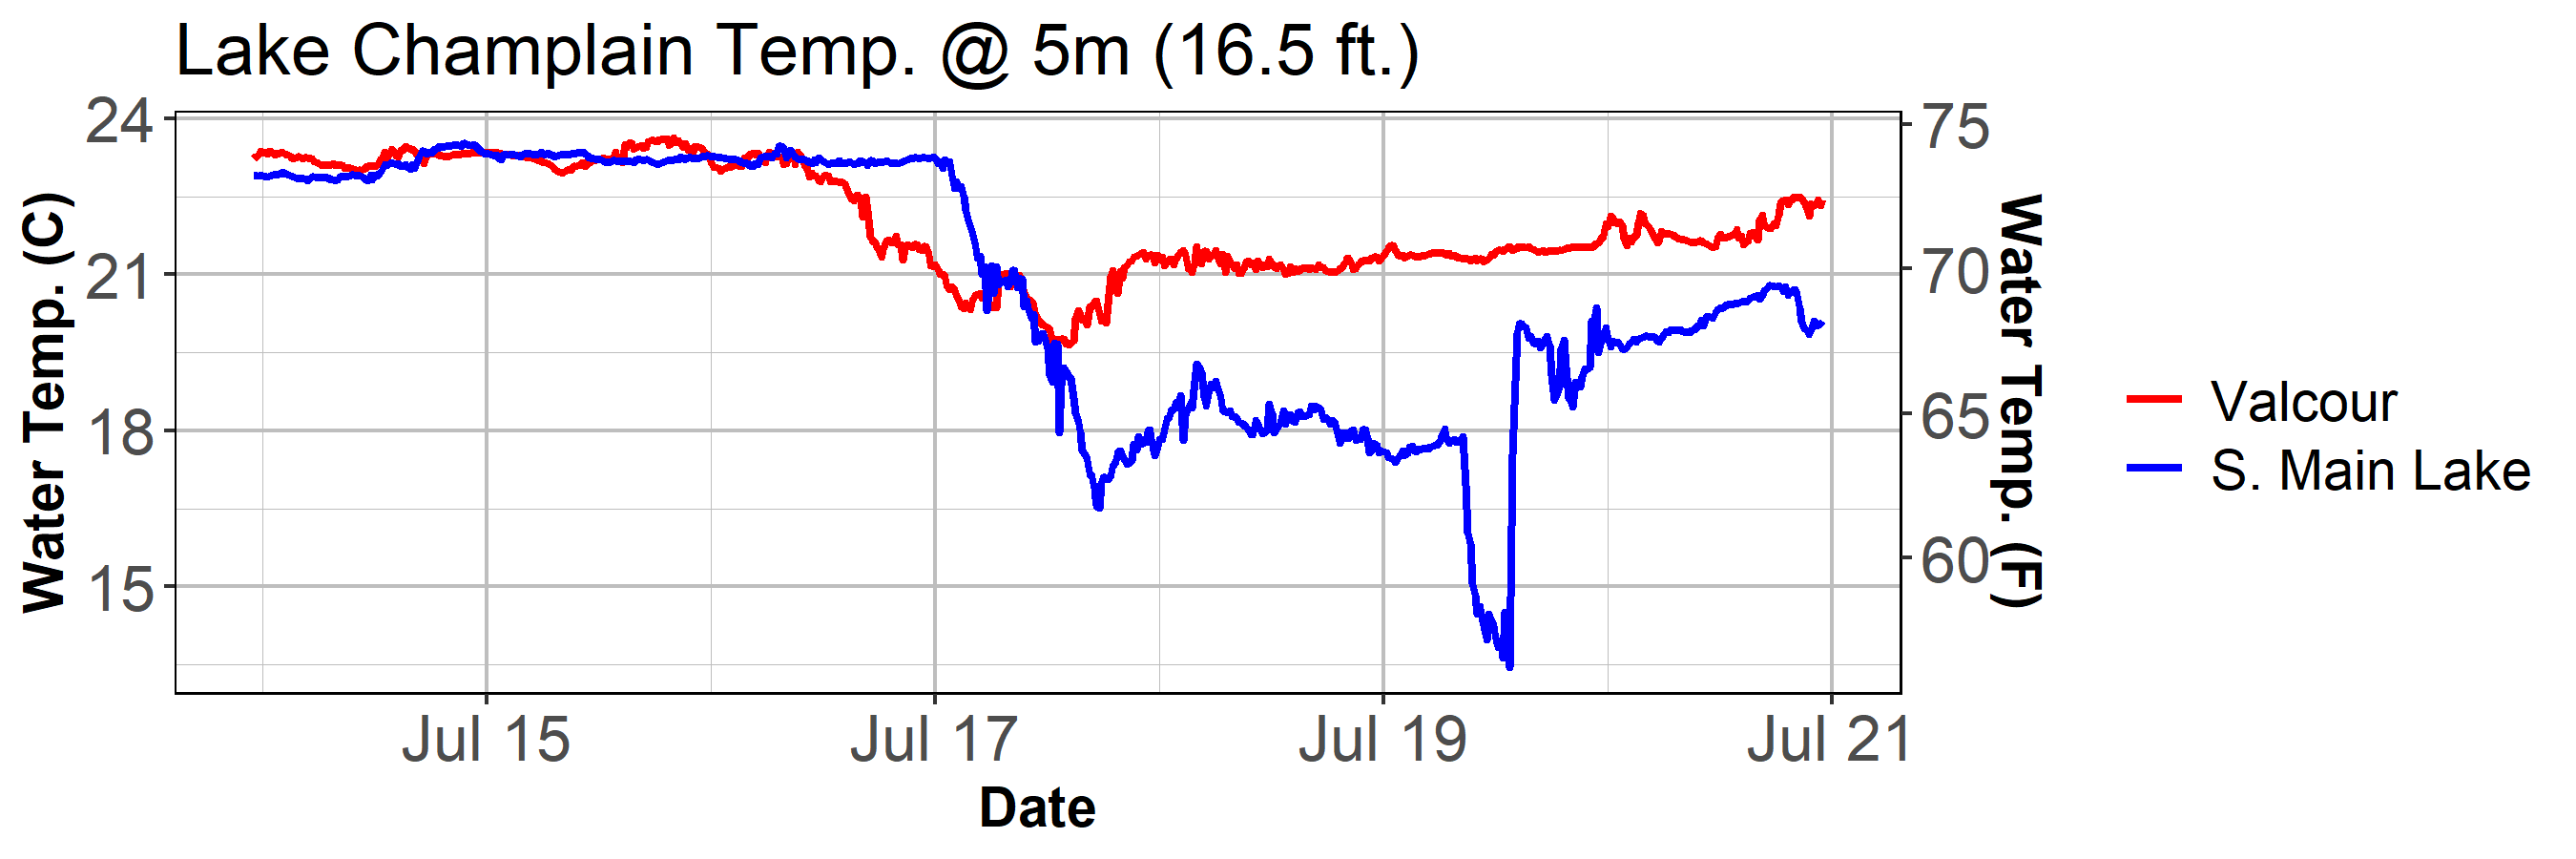 Lake Champlain Temp. @ 5m (16.5 ft.)
24
21
18
15
Water Temp. (C)
75
70
65
60
Water Temp. (F)
Valcour
S. Main Lake
Jul 15
Jul 17
Jul 19
Jul 21
Date